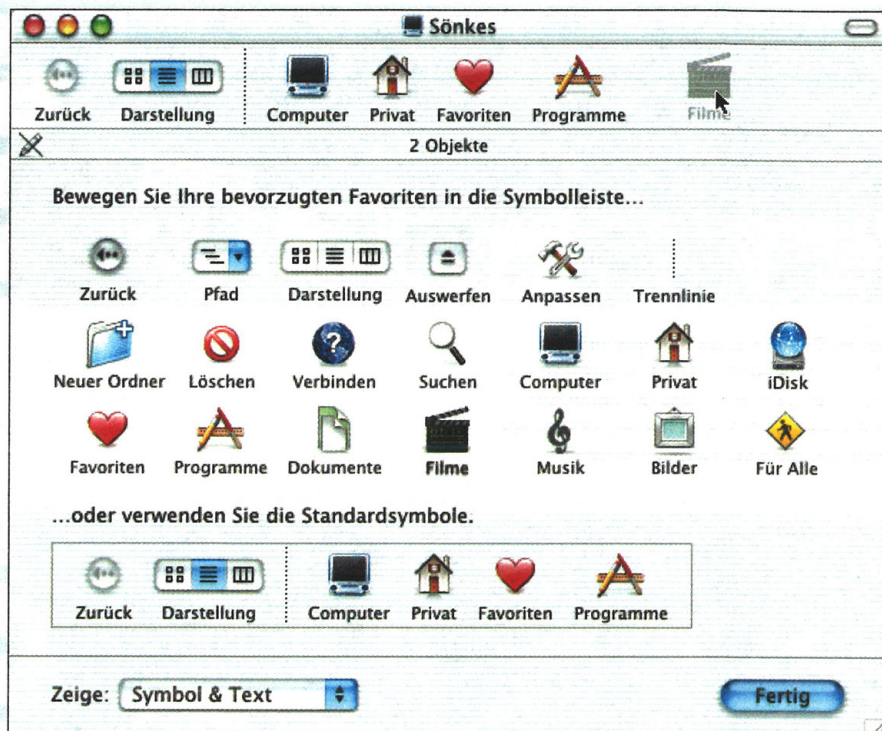 Sönkes
Zurück Darstellung Computer Privat Favoriten Programme Filme
2 Objekte
Bewegen Sie Ihre bevorzugten Favoriten in die Symbolleiste…
Zurück Pfad Darstellung Auswerfen Anpassen Trennlinie
Neuer Ordner Löschen Verbinden Suchen Computer Privat iDisk
Favoriten Programme Dokumente Filme Musik Bilder Für Alle
…oder verwenden Sie die Standardsymbole.
Zurück Darstellung Computer Privat Favoriten Programme
Zeige: Symbol & Text Fertig